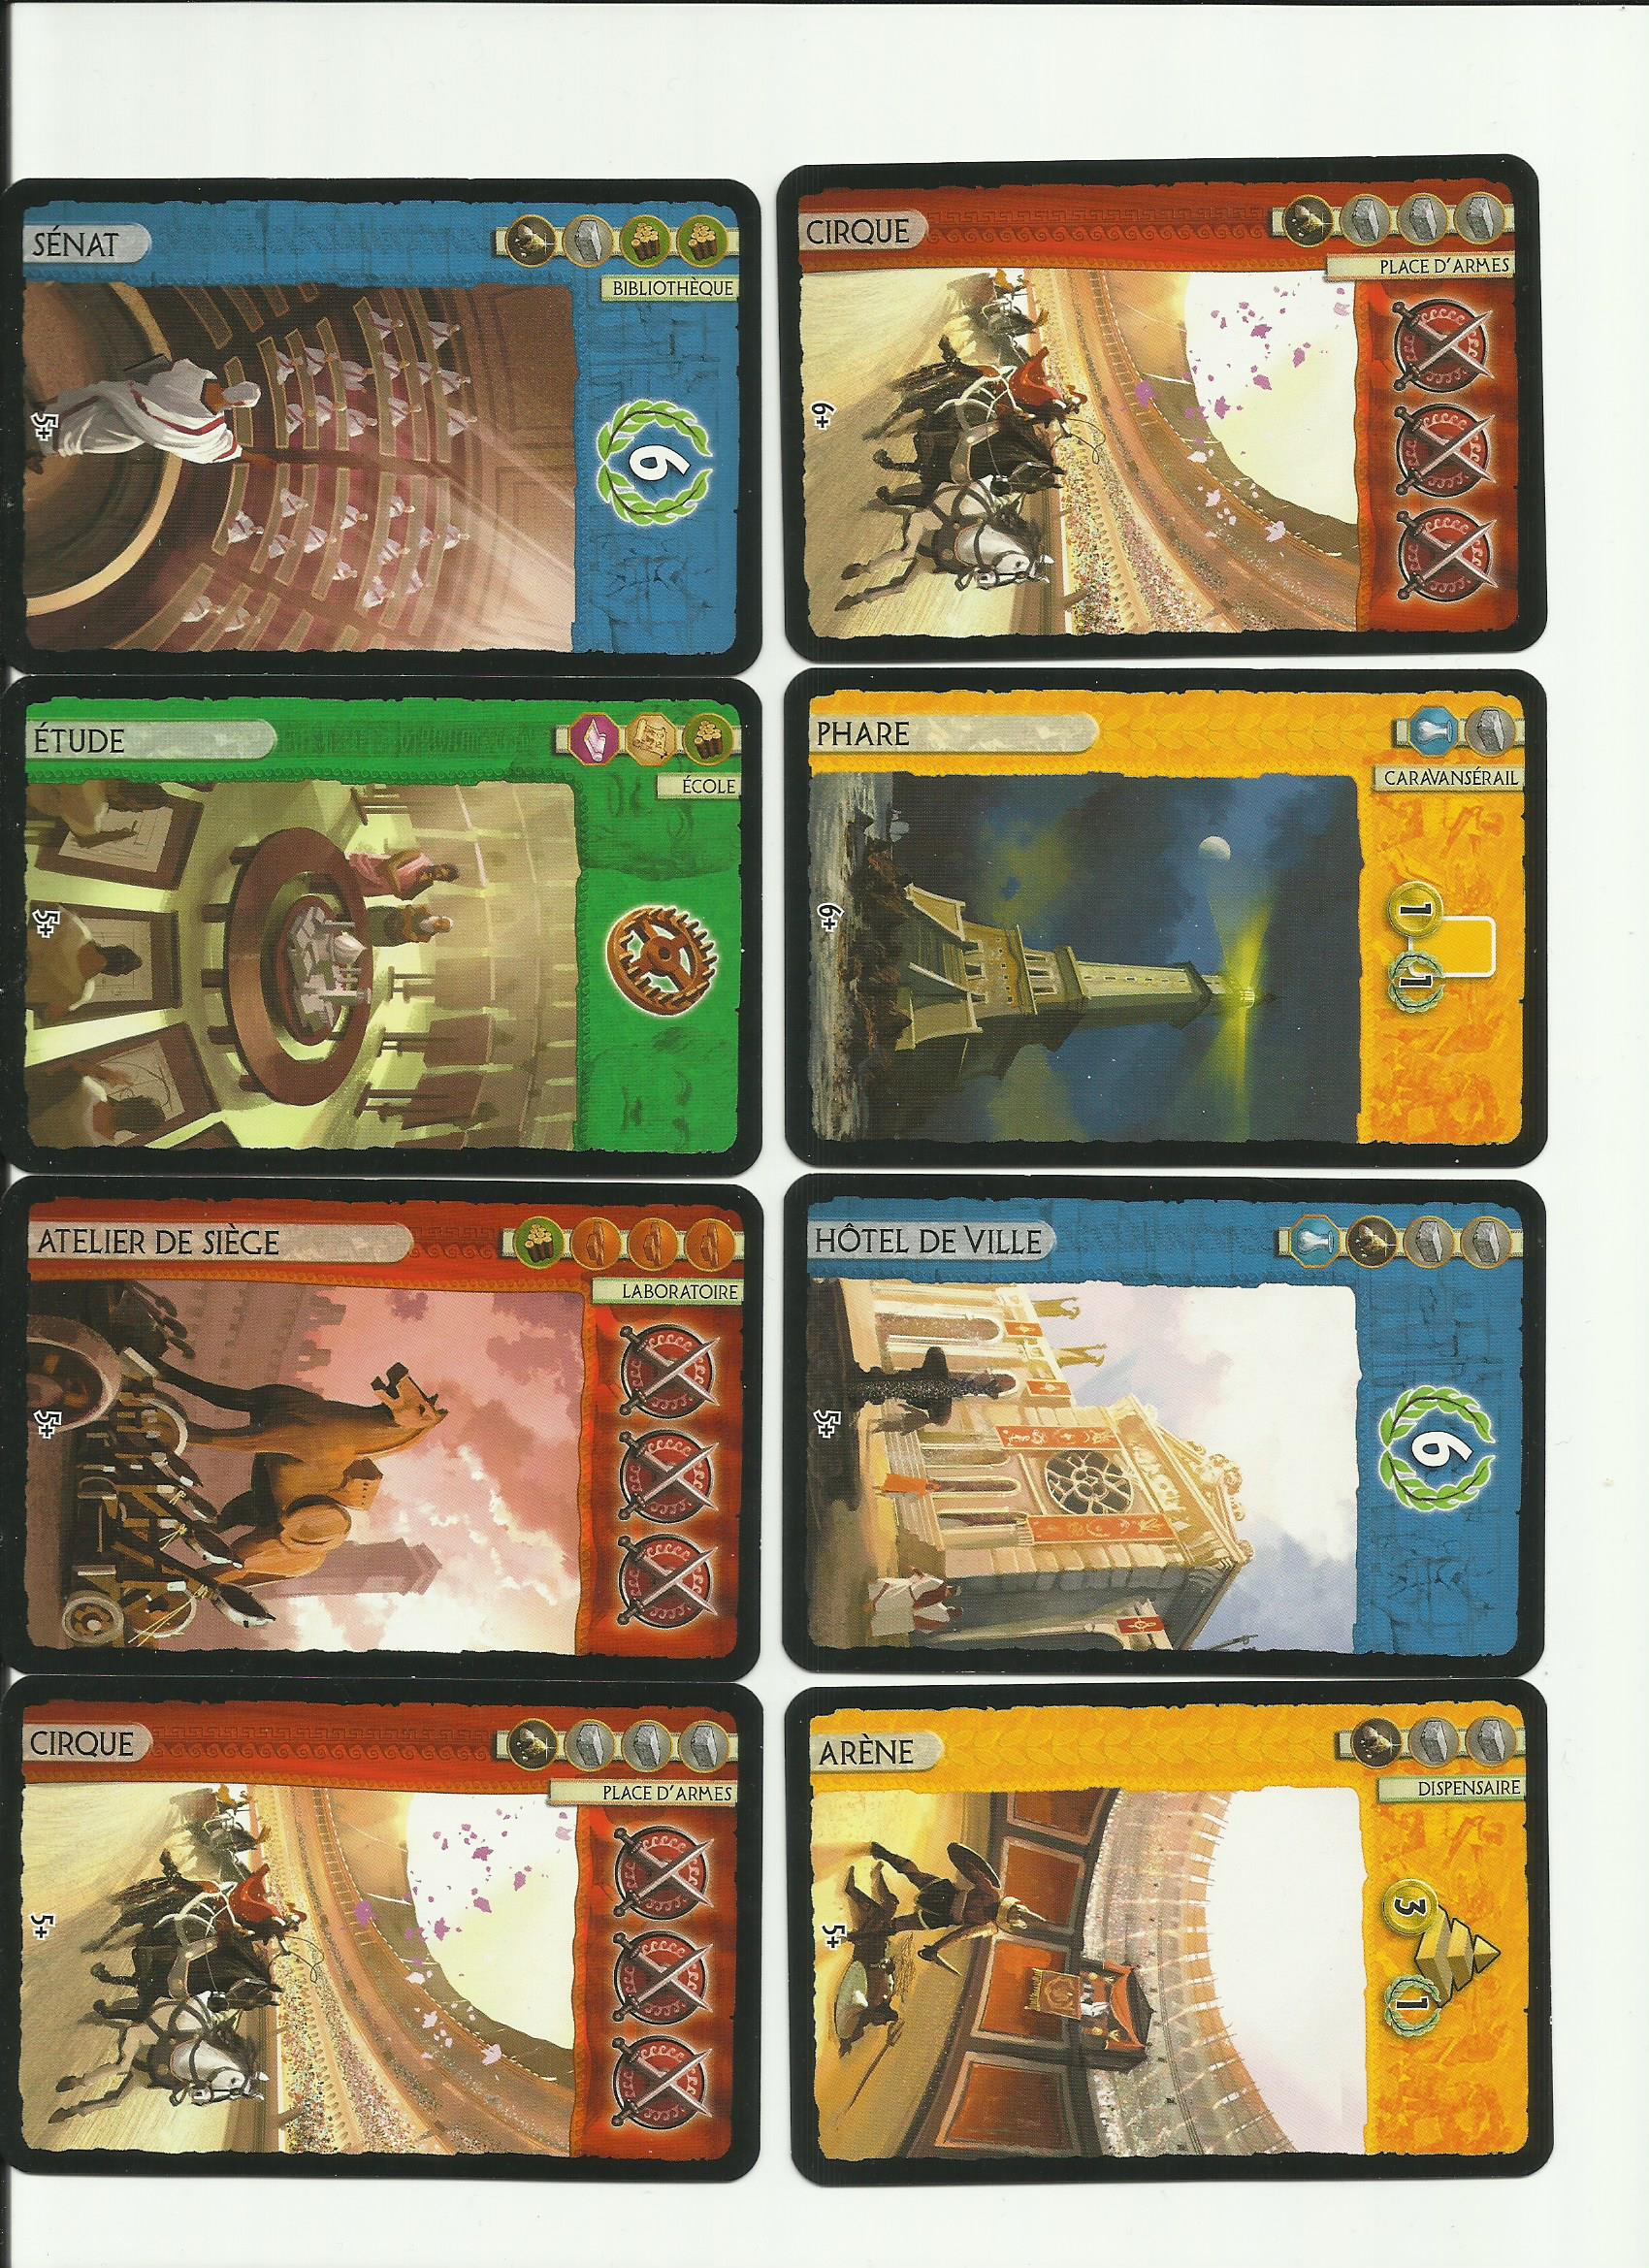 SÉNAT
BIBLIOTHÈQUE
6
5+
CIRQUE
PLACE D'ARMES
6+
ÉTUDE
ÉCOLE
5+
PHARE
CARAVANSÉRAIL
1
1
6+
ATELIER DE SIÈGE
LABORATOIRE
5+
HÔTEL DE VILLE
6
5+
CIRQUE
PLACE D'ARMES
5+
ARÈNE
DISPENSAIRE
3
1
5+